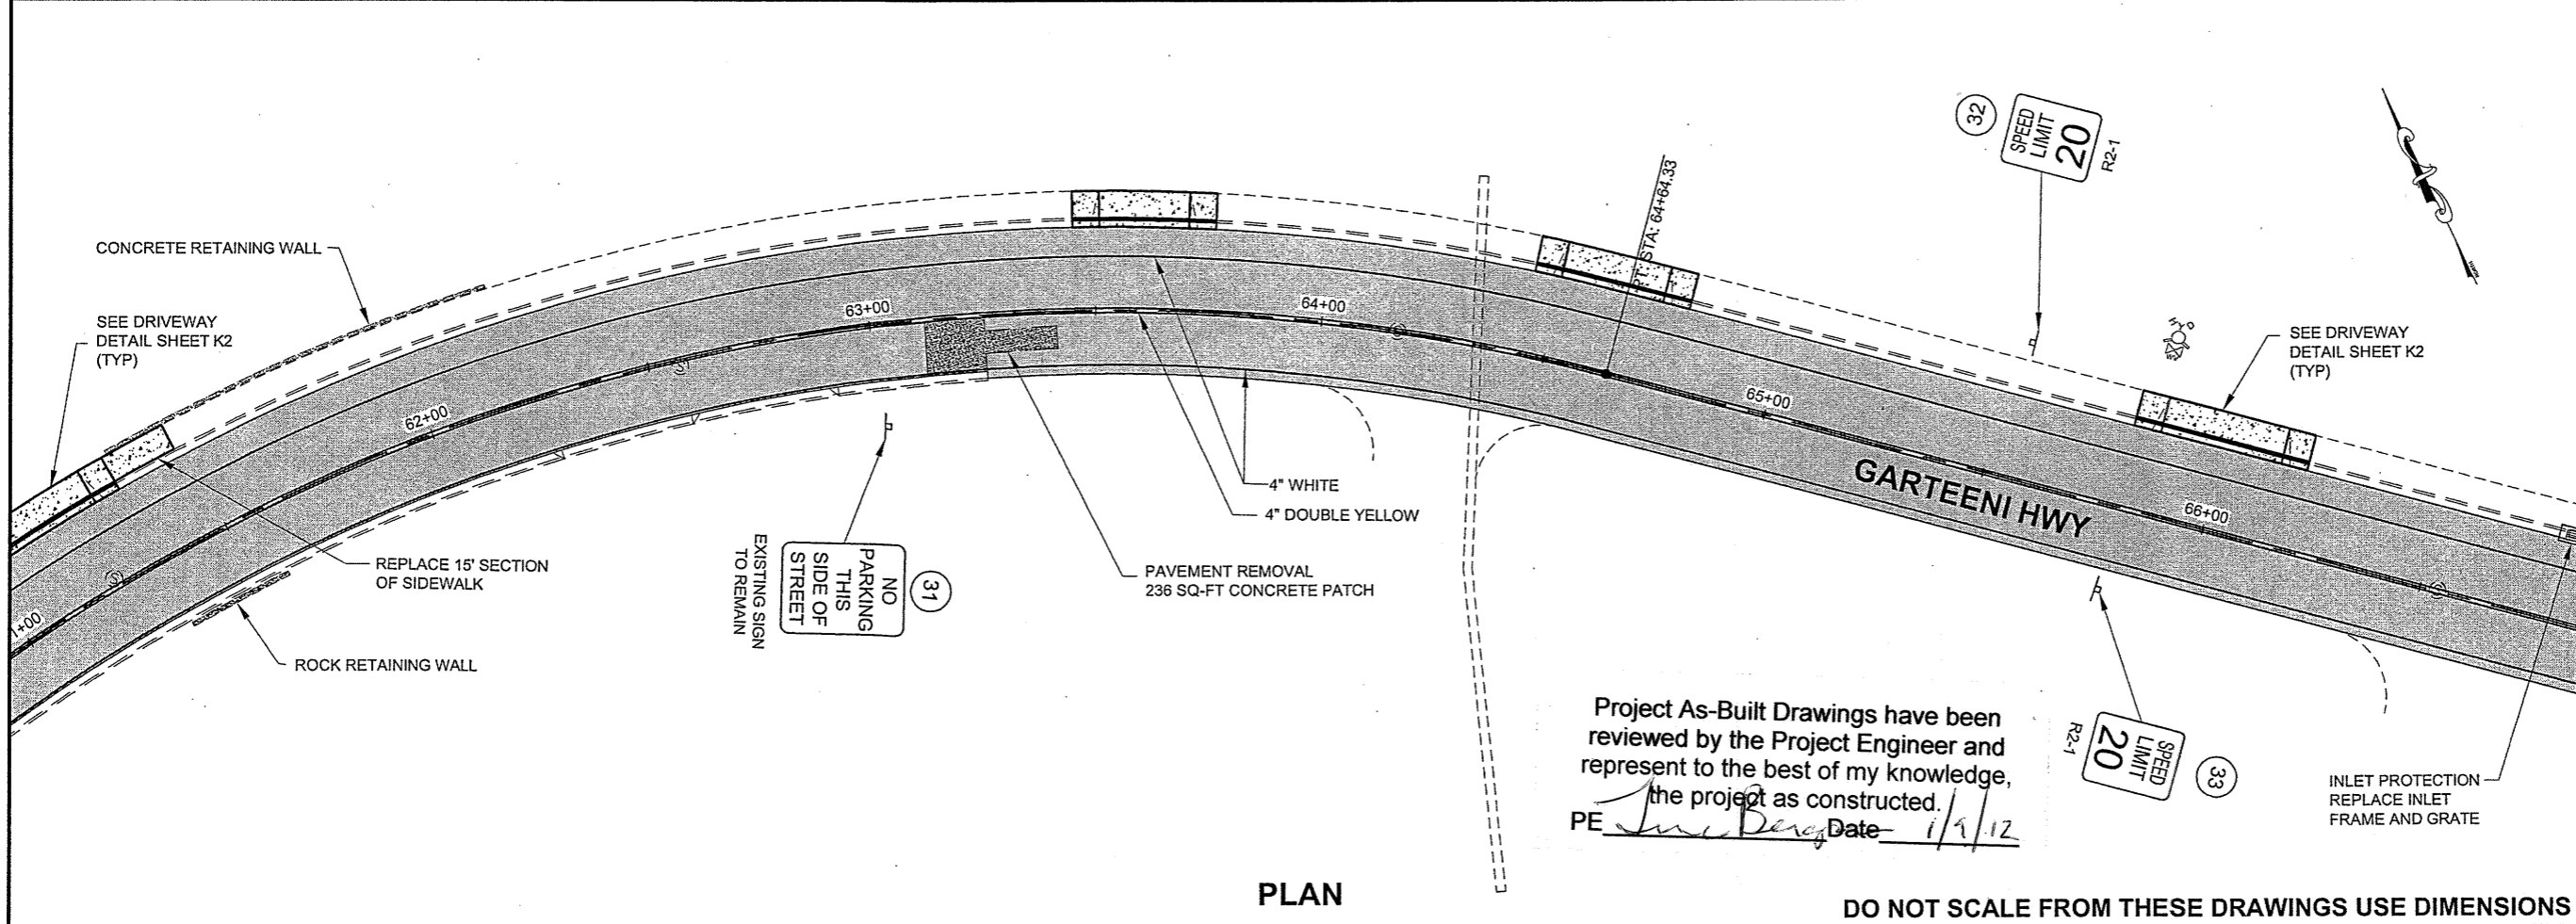 CONCRETE RETAINING WALL
SEE DRIVEWAY
DETAIL SHEET K2
(TYP)
1+00
62+00
63+00
64+00
65+00
66+00
S
S
S
S
PT STA: 64+64.33
32
SPEED
LIMIT
20
R2-1
HYD
NORTH
SEE DRIVEWAY
DETAIL SHEET K2
(TYP)
GARTEENI HWY
4" WHITE
4" DOUBLE YELLOW
PAVEMENT REMOVAL
236 SQ-FT CONCRETE PATCH
REPLACE 15' SECTION
OF SIDEWALK
ROCK RETAINING WALL
31
NO
PARKING
THIS
SIDE OF
STREET
EXISTING SIGN
TO REMAIN
33
SPEED
LIMIT
20
R2-1
INLET PROTECTION
REPLACE INLET
FRAME AND GRATE
Project As-Built Drawings have been
reviewed by the Project Engineer and
represent to the best of my knowledge,
the project as constructed.
PE Date 1/9/12
PLAN
DO NOT SCALE FROM THESE DRAWINGS USE DIMENSIONS